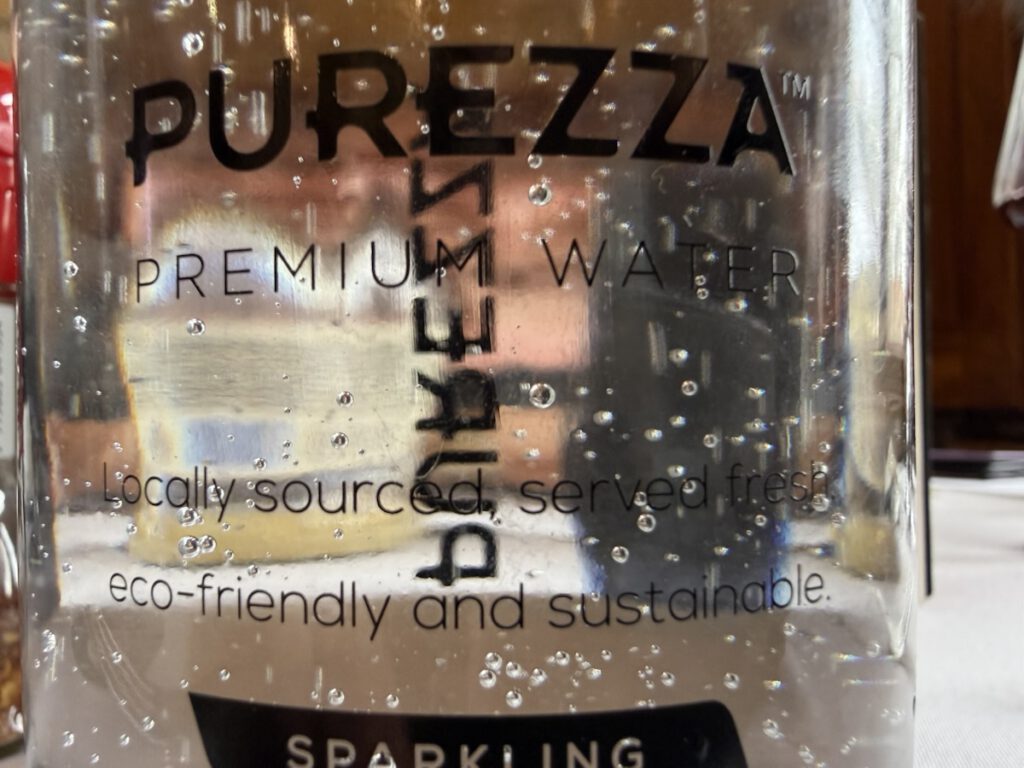 PUREZZA™
PREMIUM WATER
Locally sourced, served fresh,
eco-friendly and sustainable.
SPARKLING